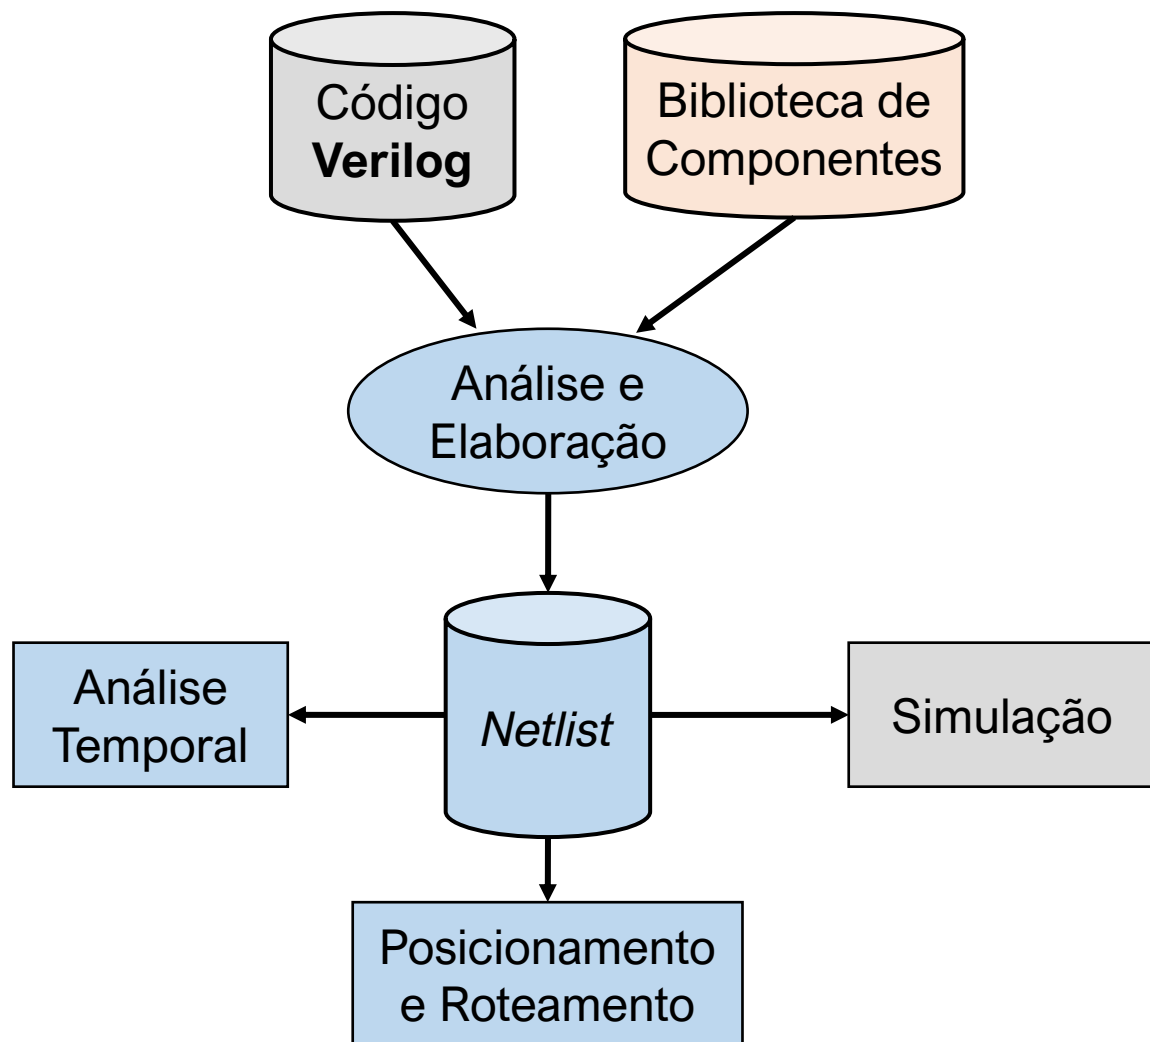 Código
Verilog
Biblioteca de
Componentes
Análise e
Elaboração
Análise
Temporal
Netlist
Simulação
Posicionamento
e Roteamento